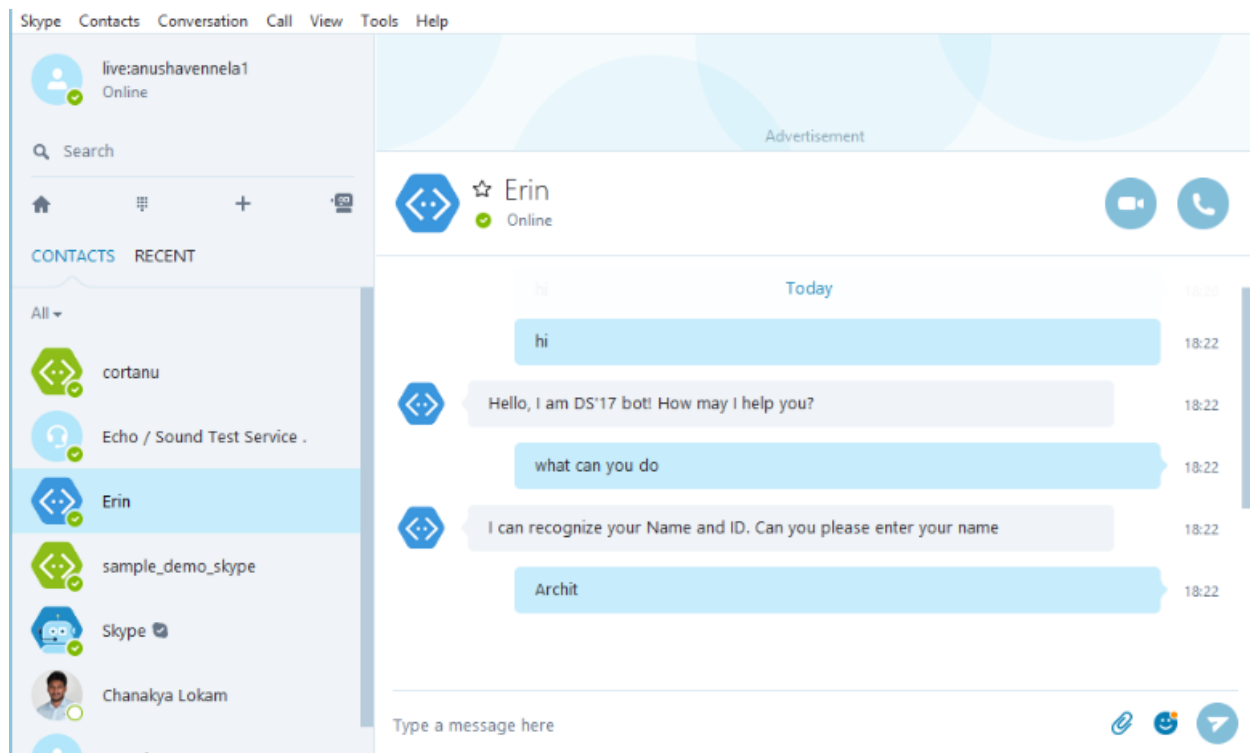 Skype Contacts Conversation Call View Tools Help
live:anushavennela1
Online
Search
CONTACTS RECENT
All
cortanu
Echo / Sound Test Service .
Erin
sample_demo_skype
Skype
Chanakya Lokam
Advertisement
Erin
Online
hi 18:20
Today
hi 18:22
Hello, I am DS'17 bot! How may I help you? 18:22
what can you do 18:22
I can recognize your Name and ID. Can you please enter your name 18:22
Archit 18:22
Type a message here